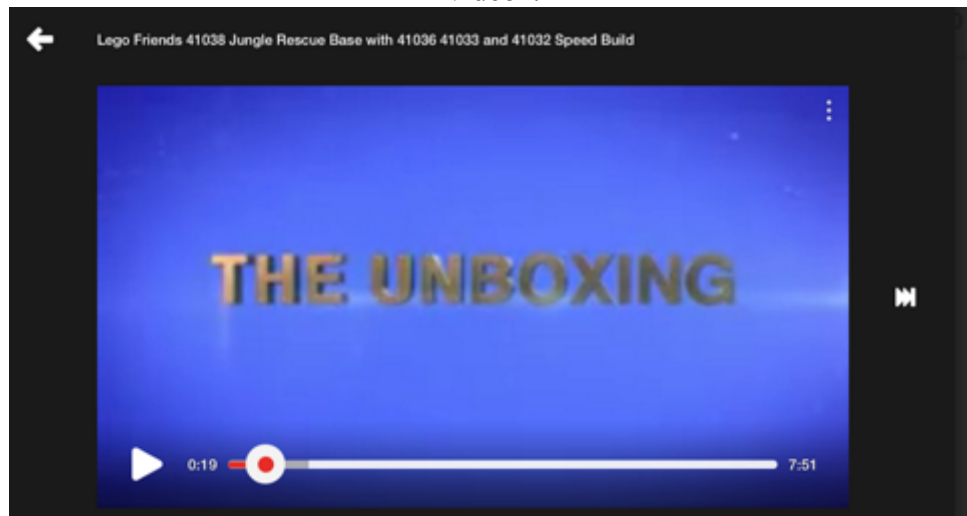 Lego Friends 41038 Jungle Rescue Base with 41036 41033 and 41032 Speed Build
THE UNBOXING
0:19
7:51